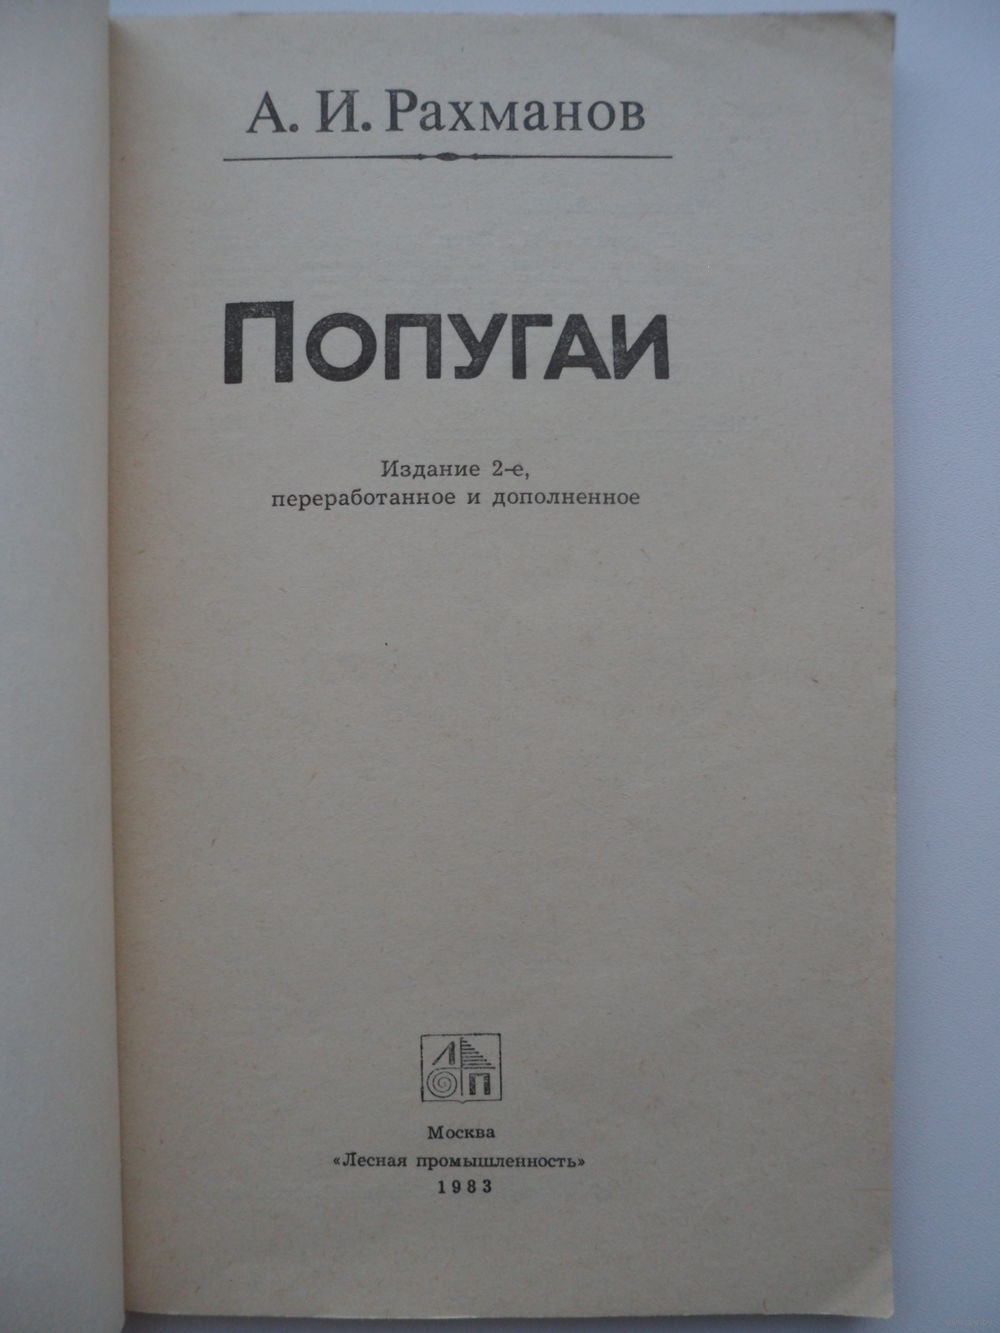 А. И. Рахманов
Попугаи
Издание 2-е,
переработанное и дополненное
Л
П
Москва
«Лесная промышленность»
1983